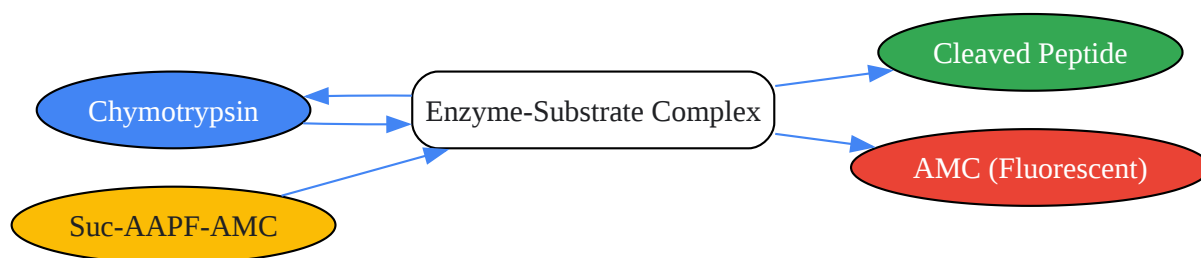 Cleaved Peptide
Chymotrypsin
Enzyme-Substrate Complex
AMC (Fluorescent)
Suc-AAPF-AMC